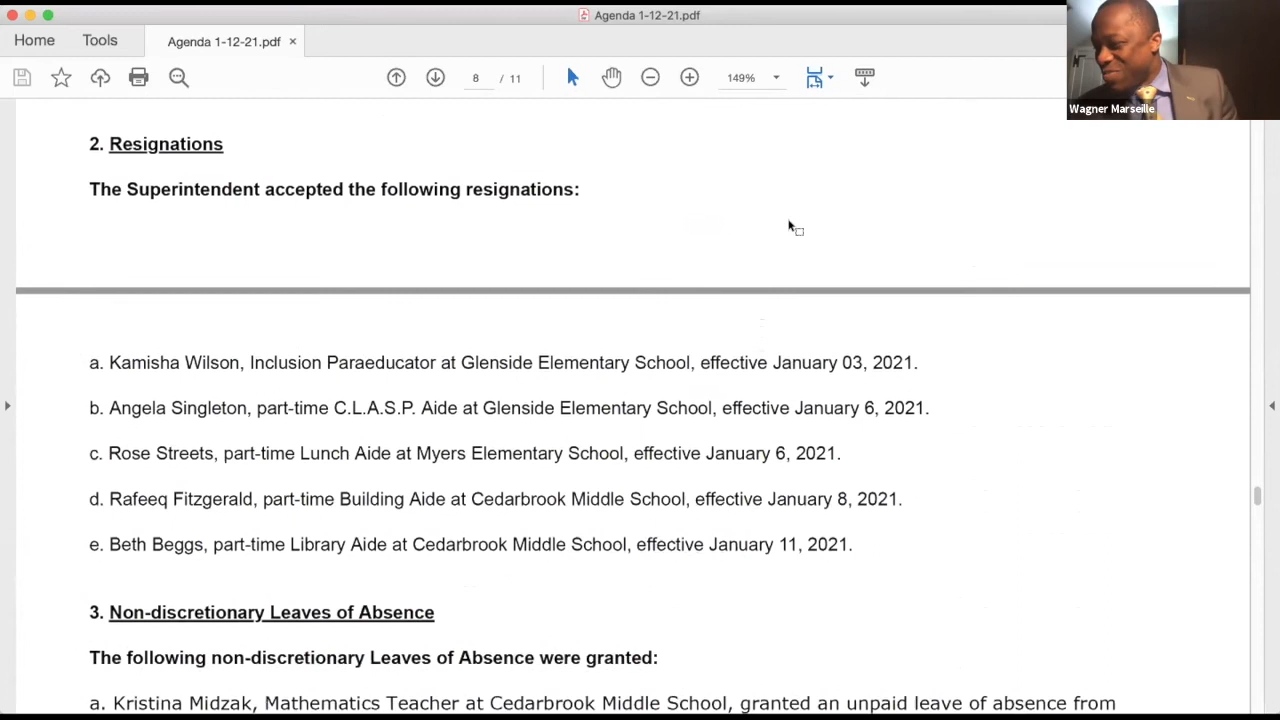 Agenda 1-12-21.pdf
Home
Tools
Agenda 1-12-21.pdf ×
8 / 11
149%
Wagner Marseille
2. Resignations
The Superintendent accepted the following resignations:
a. Kamisha Wilson, Inclusion Paraeducator at Glenside Elementary School, effective January 03, 2021.
b. Angela Singleton, part-time C.L.A.S.P. Aide at Glenside Elementary School, effective January 6, 2021.
c. Rose Streets, part-time Lunch Aide at Myers Elementary School, effective January 6, 2021.
d. Rafeeq Fitzgerald, part-time Building Aide at Cedarbrook Middle School, effective January 8, 2021.
e. Beth Beggs, part-time Library Aide at Cedarbrook Middle School, effective January 11, 2021.
3. Non-discretionary Leaves of Absence
The following non-discretionary Leaves of Absence were granted:
a. Kristina Midzak, Mathematics Teacher at Cedarbrook Middle School, granted an unpaid leave of absence from